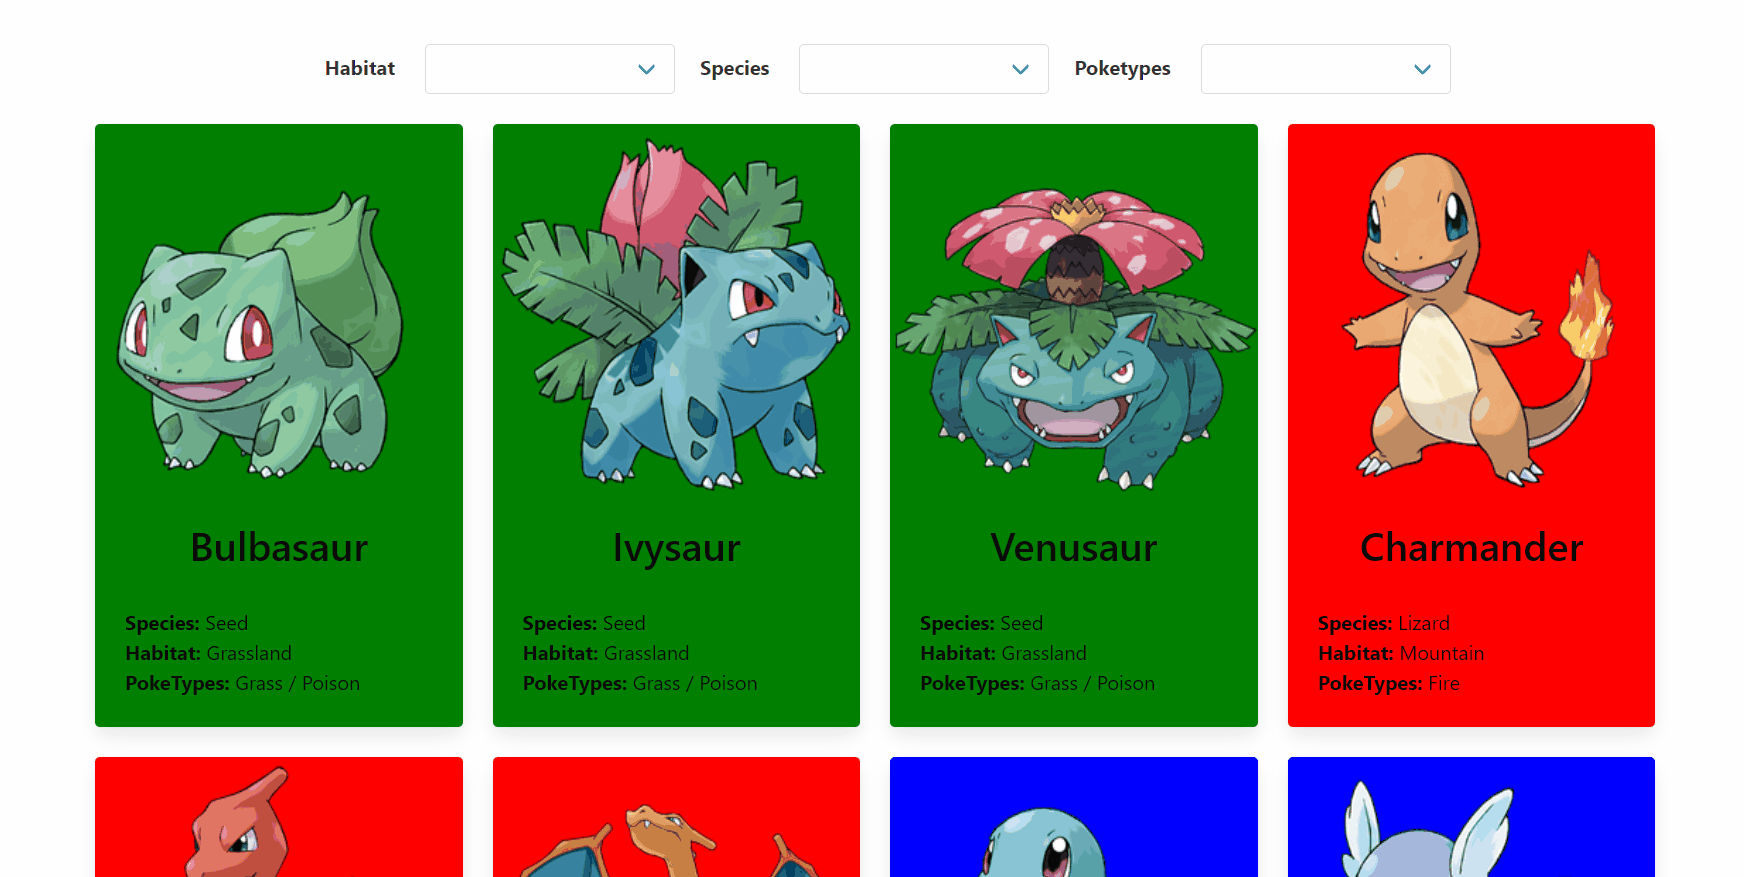 Habitat Species Poketypes
Bulbasaur
Species: Seed
Habitat: Grassland
PokeTypes: Grass / Poison
Ivysaur
Species: Seed
Habitat: Grassland
PokeTypes: Grass / Poison
Venusaur
Species: Seed
Habitat: Grassland
PokeTypes: Grass / Poison
Charmander
Species: Lizard
Habitat: Mountain
PokeTypes: Fire